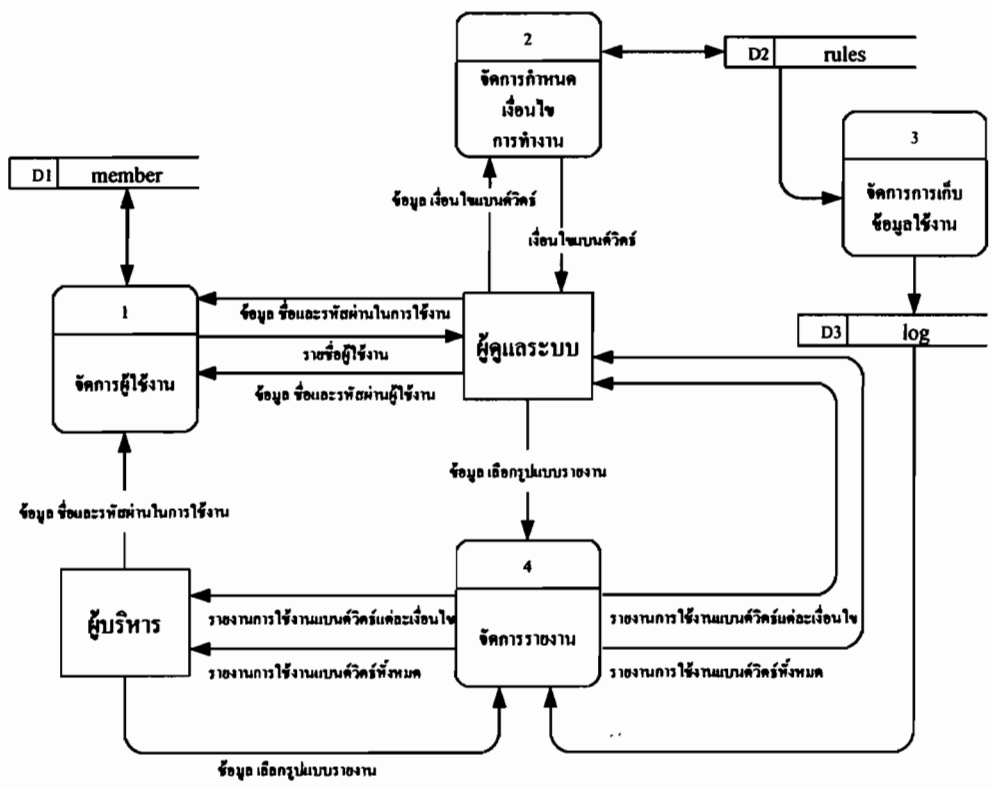 2
จัดการกำหนด
เงื่อนไข
การทำงาน
D2 rules
3
จัดการการเก็บ
ข้อมูลใช้งาน
D1 member
ข้อมูล เงื่อนไขแบนด์วิดธ์
เงื่อนไขแบนด์วิดธ์
1
จัดการผู้ใช้งาน
ข้อมูล ชื่อและรหัสผ่านในการใช้งาน
รายชื่อผู้ใช้งาน
ข้อมูล ชื่อและรหัสผ่านผู้ใช้งาน
ผู้ดูแลระบบ
D3 log
ข้อมูล เลือกรูปแบบรายงาน
ข้อมูล ชื่อและรหัสผ่านในการใช้งาน
4
จัดการรายงาน
ผู้บริหาร
รายงานการใช้งานแบนด์วิดธ์แต่ละเงื่อนไข
รายงานการใช้งานแบนด์วิดธ์แต่ละเงื่อนไข
รายงานการใช้งานแบนด์วิดธ์ทั้งหมด
รายงานการใช้งานแบนด์วิดธ์ทั้งหมด
ข้อมูล เลือกรูปแบบรายงาน